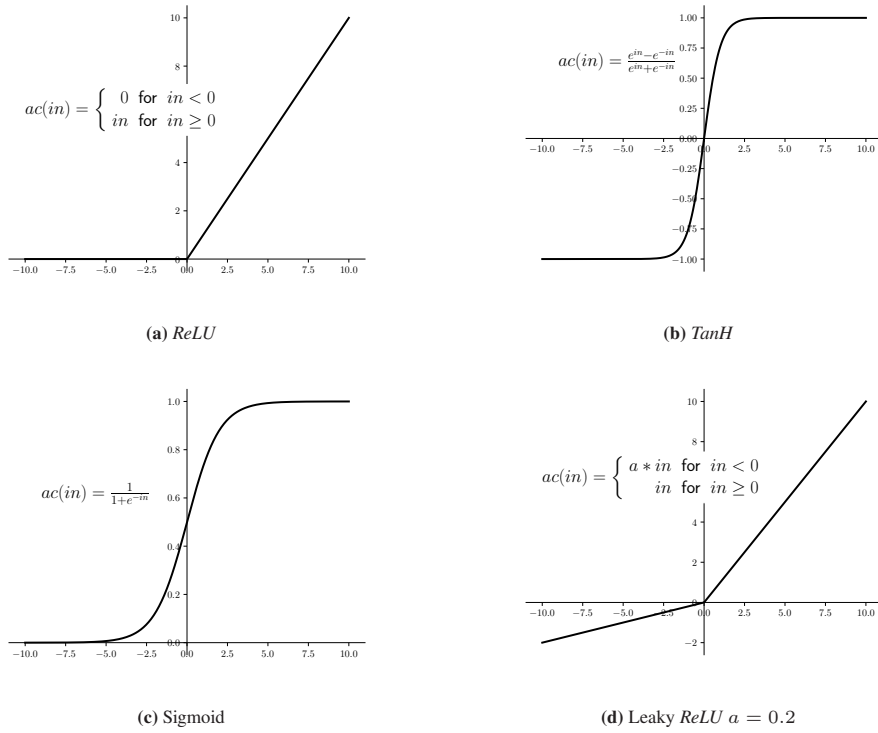 10
8
ac(in) = { 0 for in < 0
in for in ≥ 0
4
2
0
−10.0 −7.5 −5.0 −2.5 0.0 2.5 5.0 7.5 10.0
(a) ReLU
1.00
0.75
ac(in) = e^{in}−e^{−in} / e^{in}+e^{−in}
0.50
0.25
0.00
−10.0 −7.5 −5.0 −2.5 0.0 2.5 5.0 7.5 10.0
−0.25
−0.50
−0.75
−1.00
(b) TanH
1.0
0.8
ac(in) = 1 / 1+e^{−in}
0.6
0.4
0.2
0.0
−10.0 −7.5 −5.0 −2.5 0.0 2.5 5.0 7.5 10.0
(c) Sigmoid
10
8
ac(in) = { a ∗ in for in < 0
in for in ≥ 0
4
2
0
−10.0 −7.5 −5.0 −2.5 0.0 2.5 5.0 7.5 10.0
−2
(d) Leaky ReLU a = 0.2